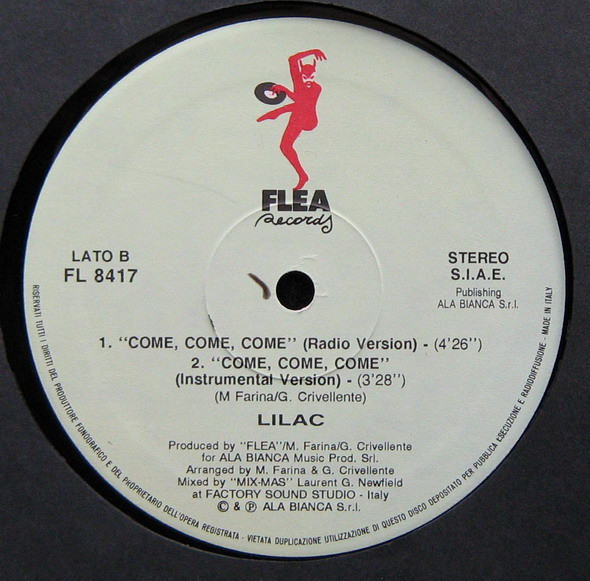 FLEA
Records
LATO B
FL 8417
STEREO
S.I.A.E.
Publishing
ALA BIANCA S.r.l.
1. "COME, COME, COME" (Radio Version) - (4'26'')
2. "COME, COME, COME"
(Instrumental Version) - (3'28'')
(M Farina/G. Crivellente)
LILAC
Produced by "FLEA"/M. Farina/G. Crivellente
for ALA BIANCA Music Prod. Srl.
Arranged by M. Farina & G. Crivellente
Mixed by "MIX-MAS" Laurent G. Newfield
at FACTORY SOUND STUDIO - Italy
© & ℗ ALA BIANCA S.r.l.
RISERVATI TUTTI I DIRITTI DEL PRODUTTORE FONOGRAFICO E DEL PROPRIETARIO DELL'OPERA REGISTRATA - VIETATA DUPLICAZIONE UTILIZZAZIONE DI QUESTO DISCO DEPOSITATO PER PUBBLICA ESECUZIONE E RADIODIFFUSIONE - MADE IN ITALY